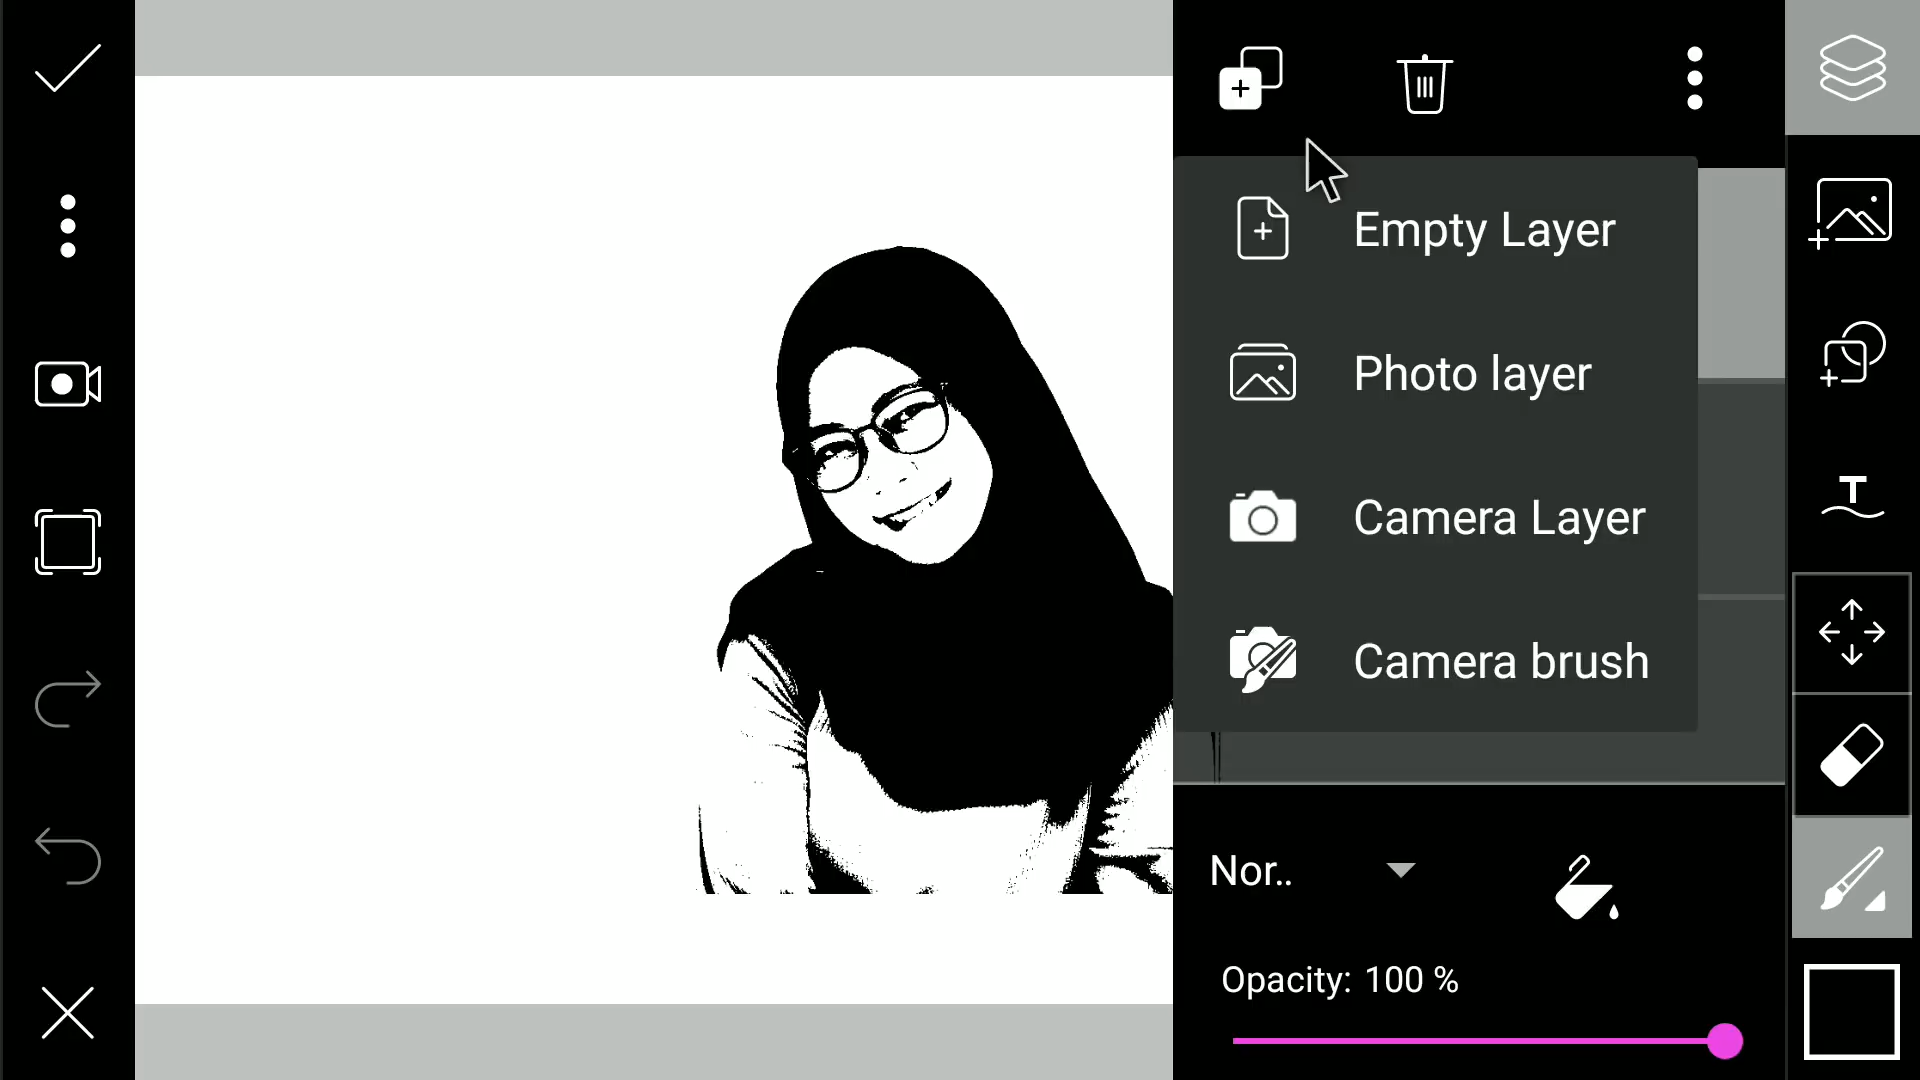 Empty Layer
Photo layer
Camera Layer
Camera brush
T
Nor..
Opacity: 100 %